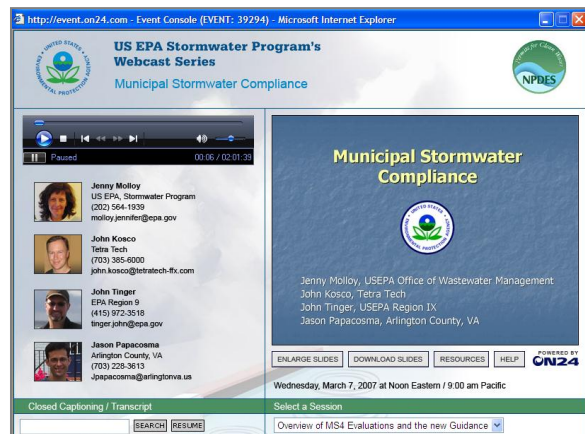 http://event.on24.com - Event Console (EVENT: 39294) - Microsoft Internet Explorer
US EPA Stormwater Program's
Webcast Series
Municipal Stormwater Compliance
NPDES
Paused 00:06 / 02:01:39
Jenny Molloy
US EPA, Stormwater Program
(202) 564-1939
molloy.jennifer@epa.gov
John Kosco
Tetra Tech
(703) 385-6000
john.kosco@tetratech-ffx.com
John Tinger
EPA Region 9
(415) 972-3518
tinger.john@epa.gov
Jason Papacosma
Arlington County, VA
(703) 228-3613
Jpapacosma@arlingtonva.us
Municipal Stormwater
Compliance
Jenny Molloy, USEPA Office of Wastewater Management
John Kosco, Tetra Tech
John Tinger, USEPA Region IX
Jason Papacosma, Arlington County, VA
ENLARGE SLIDES DOWNLOAD SLIDES RESOURCES HELP
POWERED BY
ON24
Wednesday, March 7, 2007 at Noon Eastern / 9:00 am Pacific
Closed Captioning / Transcript
SEARCH RESUME
Select a Session
Overview of MS4 Evaluations and the new Guidance